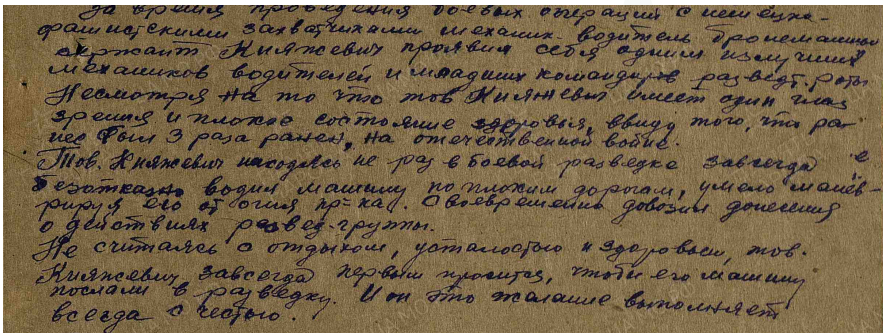 За время проведения боевых операций с немецко-
фашистскими захватчиками механик-водитель бронемашины
сержант Княжевич проявил себя одним из лучших
механиков водителей и младших командиров развед. роты
Несмотря на то что тов Княжевич имеет один глаз
зрения и плохое состояние здоровья, ввиду того, что ра-
нее был 3 раза ранен, на отечественной войне.
Тов. Княжевич находясь не раз в боевой разведке завсегда
безотказно водил машину по плохим дорогам, умело манёв-
рируя его от огня пр-ка. Своевременно довозил донесения
о действиях развед-группы.
Не считаясь с отдыхом, усталостью и здоровьем, тов.
Княжевич завсегда первым просится, чтобы его машину
послали в разведку. И он это желание выполняет
всегда с честью.